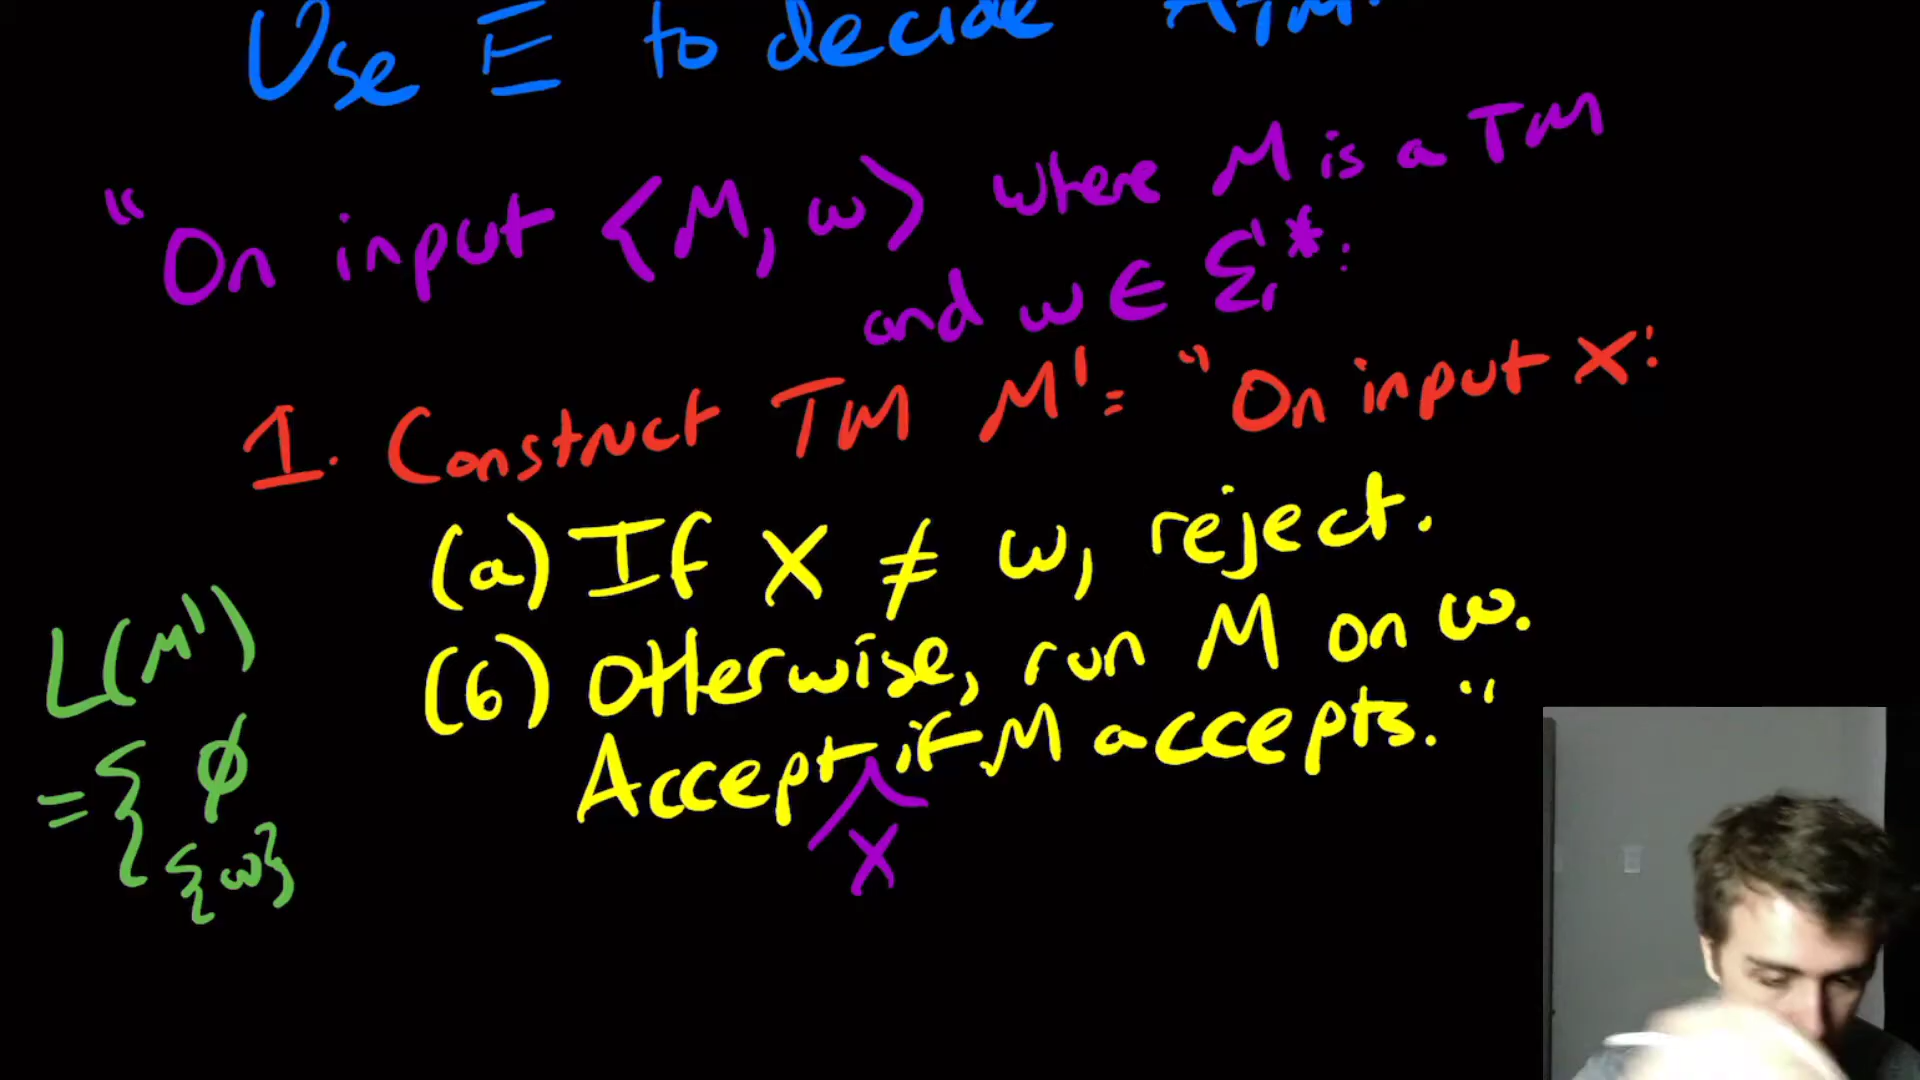 Use E to decide ATM.
"On input ⟨M, w⟩ where M is a TM
and w ∈ Σ*:
1. Construct TM M' = "On input X:
(a) If X ≠ w, reject.
(b) Otherwise, run M on w.
Accept if M accepts."
X
L(M')
= { ∅
{w}